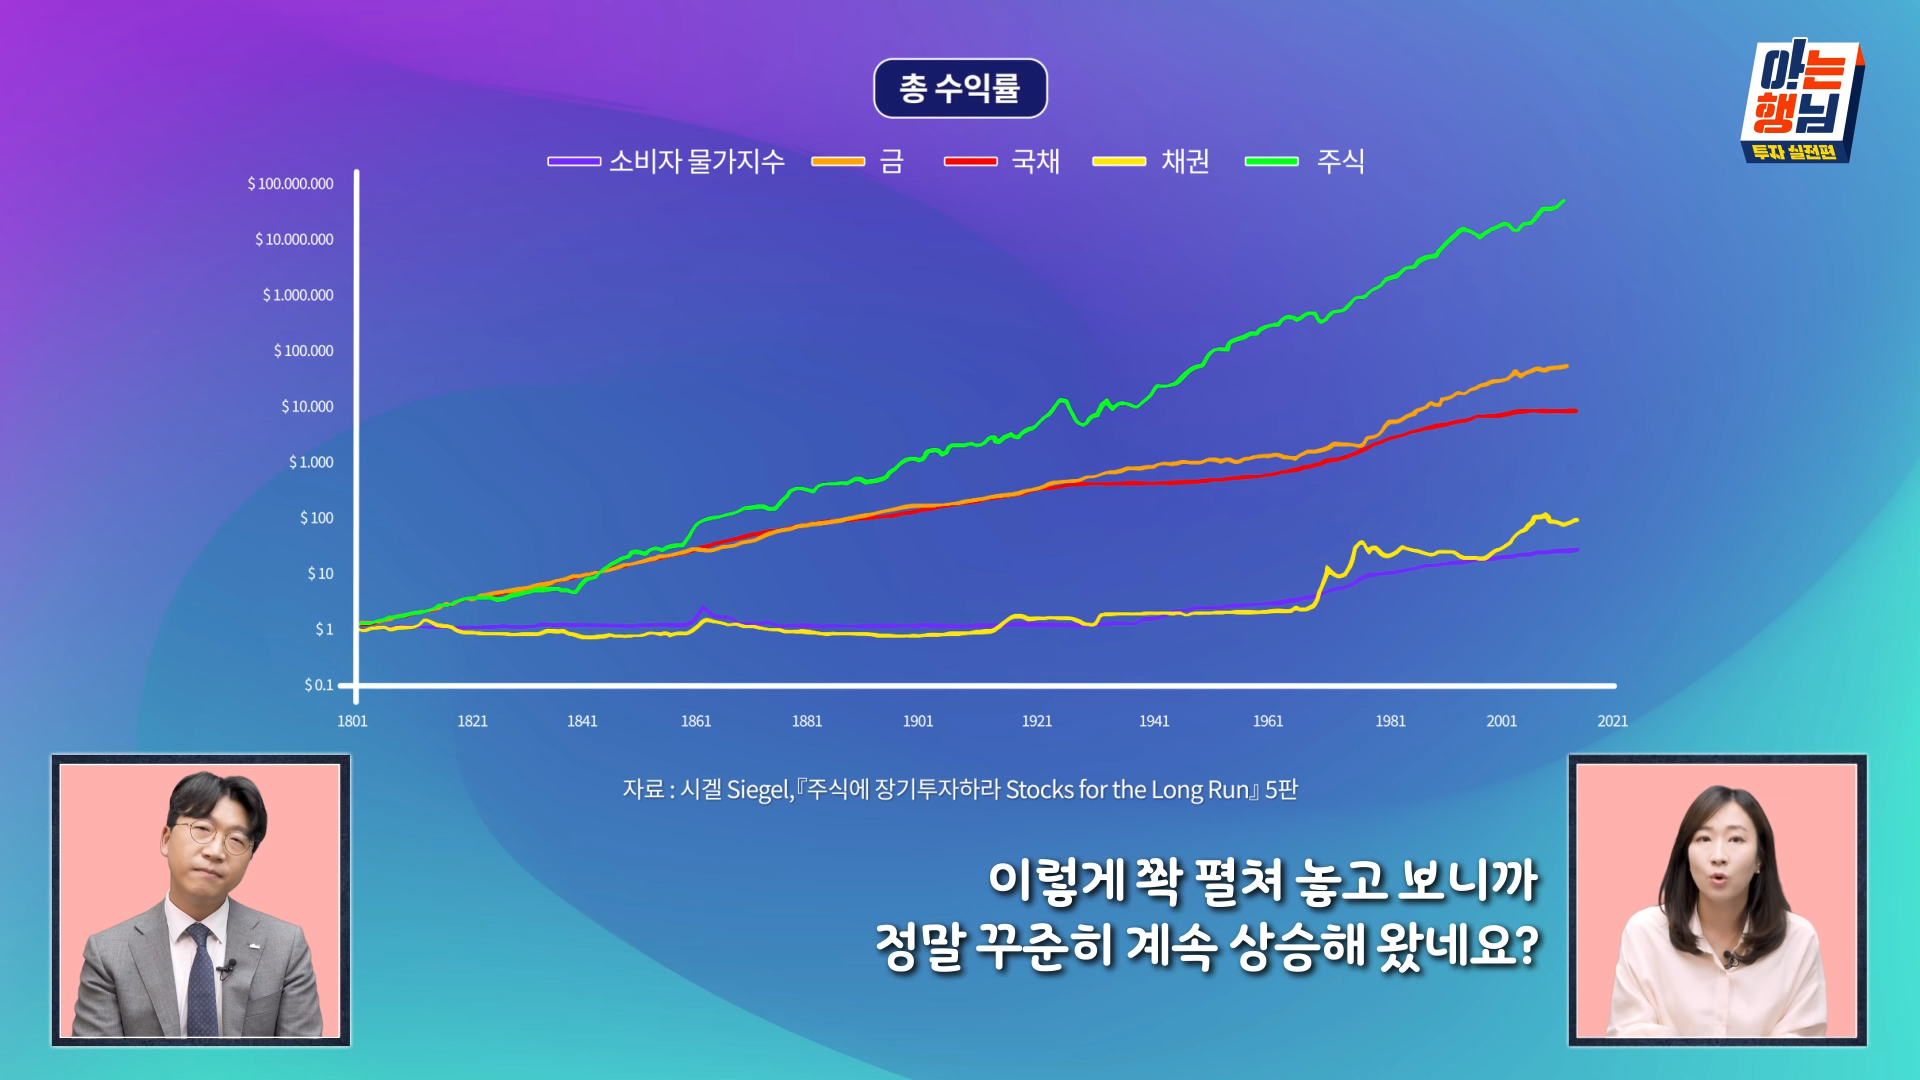 총 수익률
아는
행님
투자 실전편
소비자 물가지수 금 국채 채권 주식
$ 100.000.000
$ 10.000.000
$ 1.000.000
$ 100.000
$ 10.000
$ 1.000
$ 100
$ 10
$ 1
$ 0.1
1801 1821 1841 1861 1881 1901 1921 1941 1961 1981 2001 2021
자료 : 시겔 Siegel,『주식에 장기투자하라 Stocks for the Long Run』 5판
이렇게 쫙 펼쳐 놓고 보니까
정말 꾸준히 계속 상승해 왔네요?